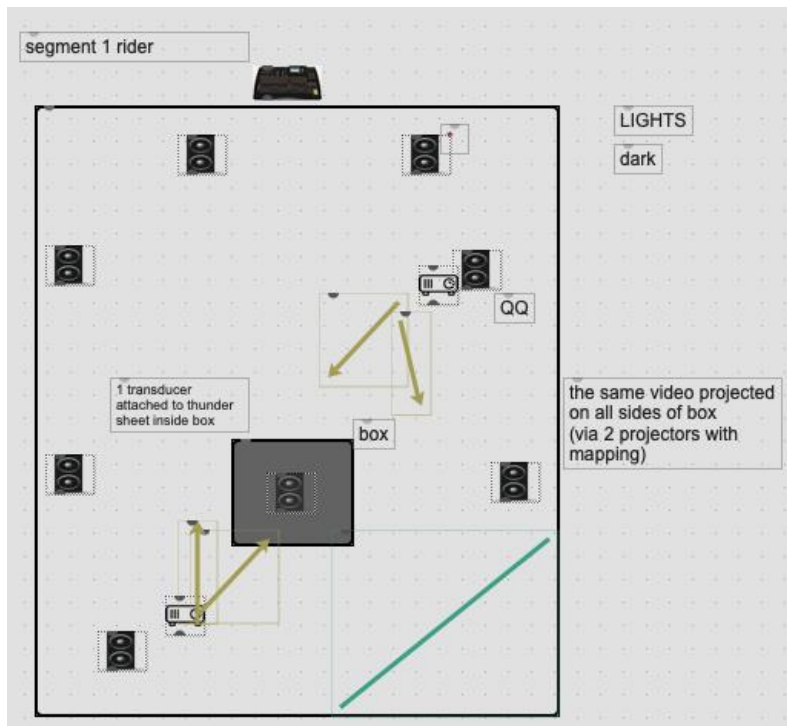 segment 1 rider
LIGHTS
dark
QQ
1 transducer
attached to thunder
sheet inside box
the same video projected
on all sides of box
(via 2 projectors with
mapping)
box